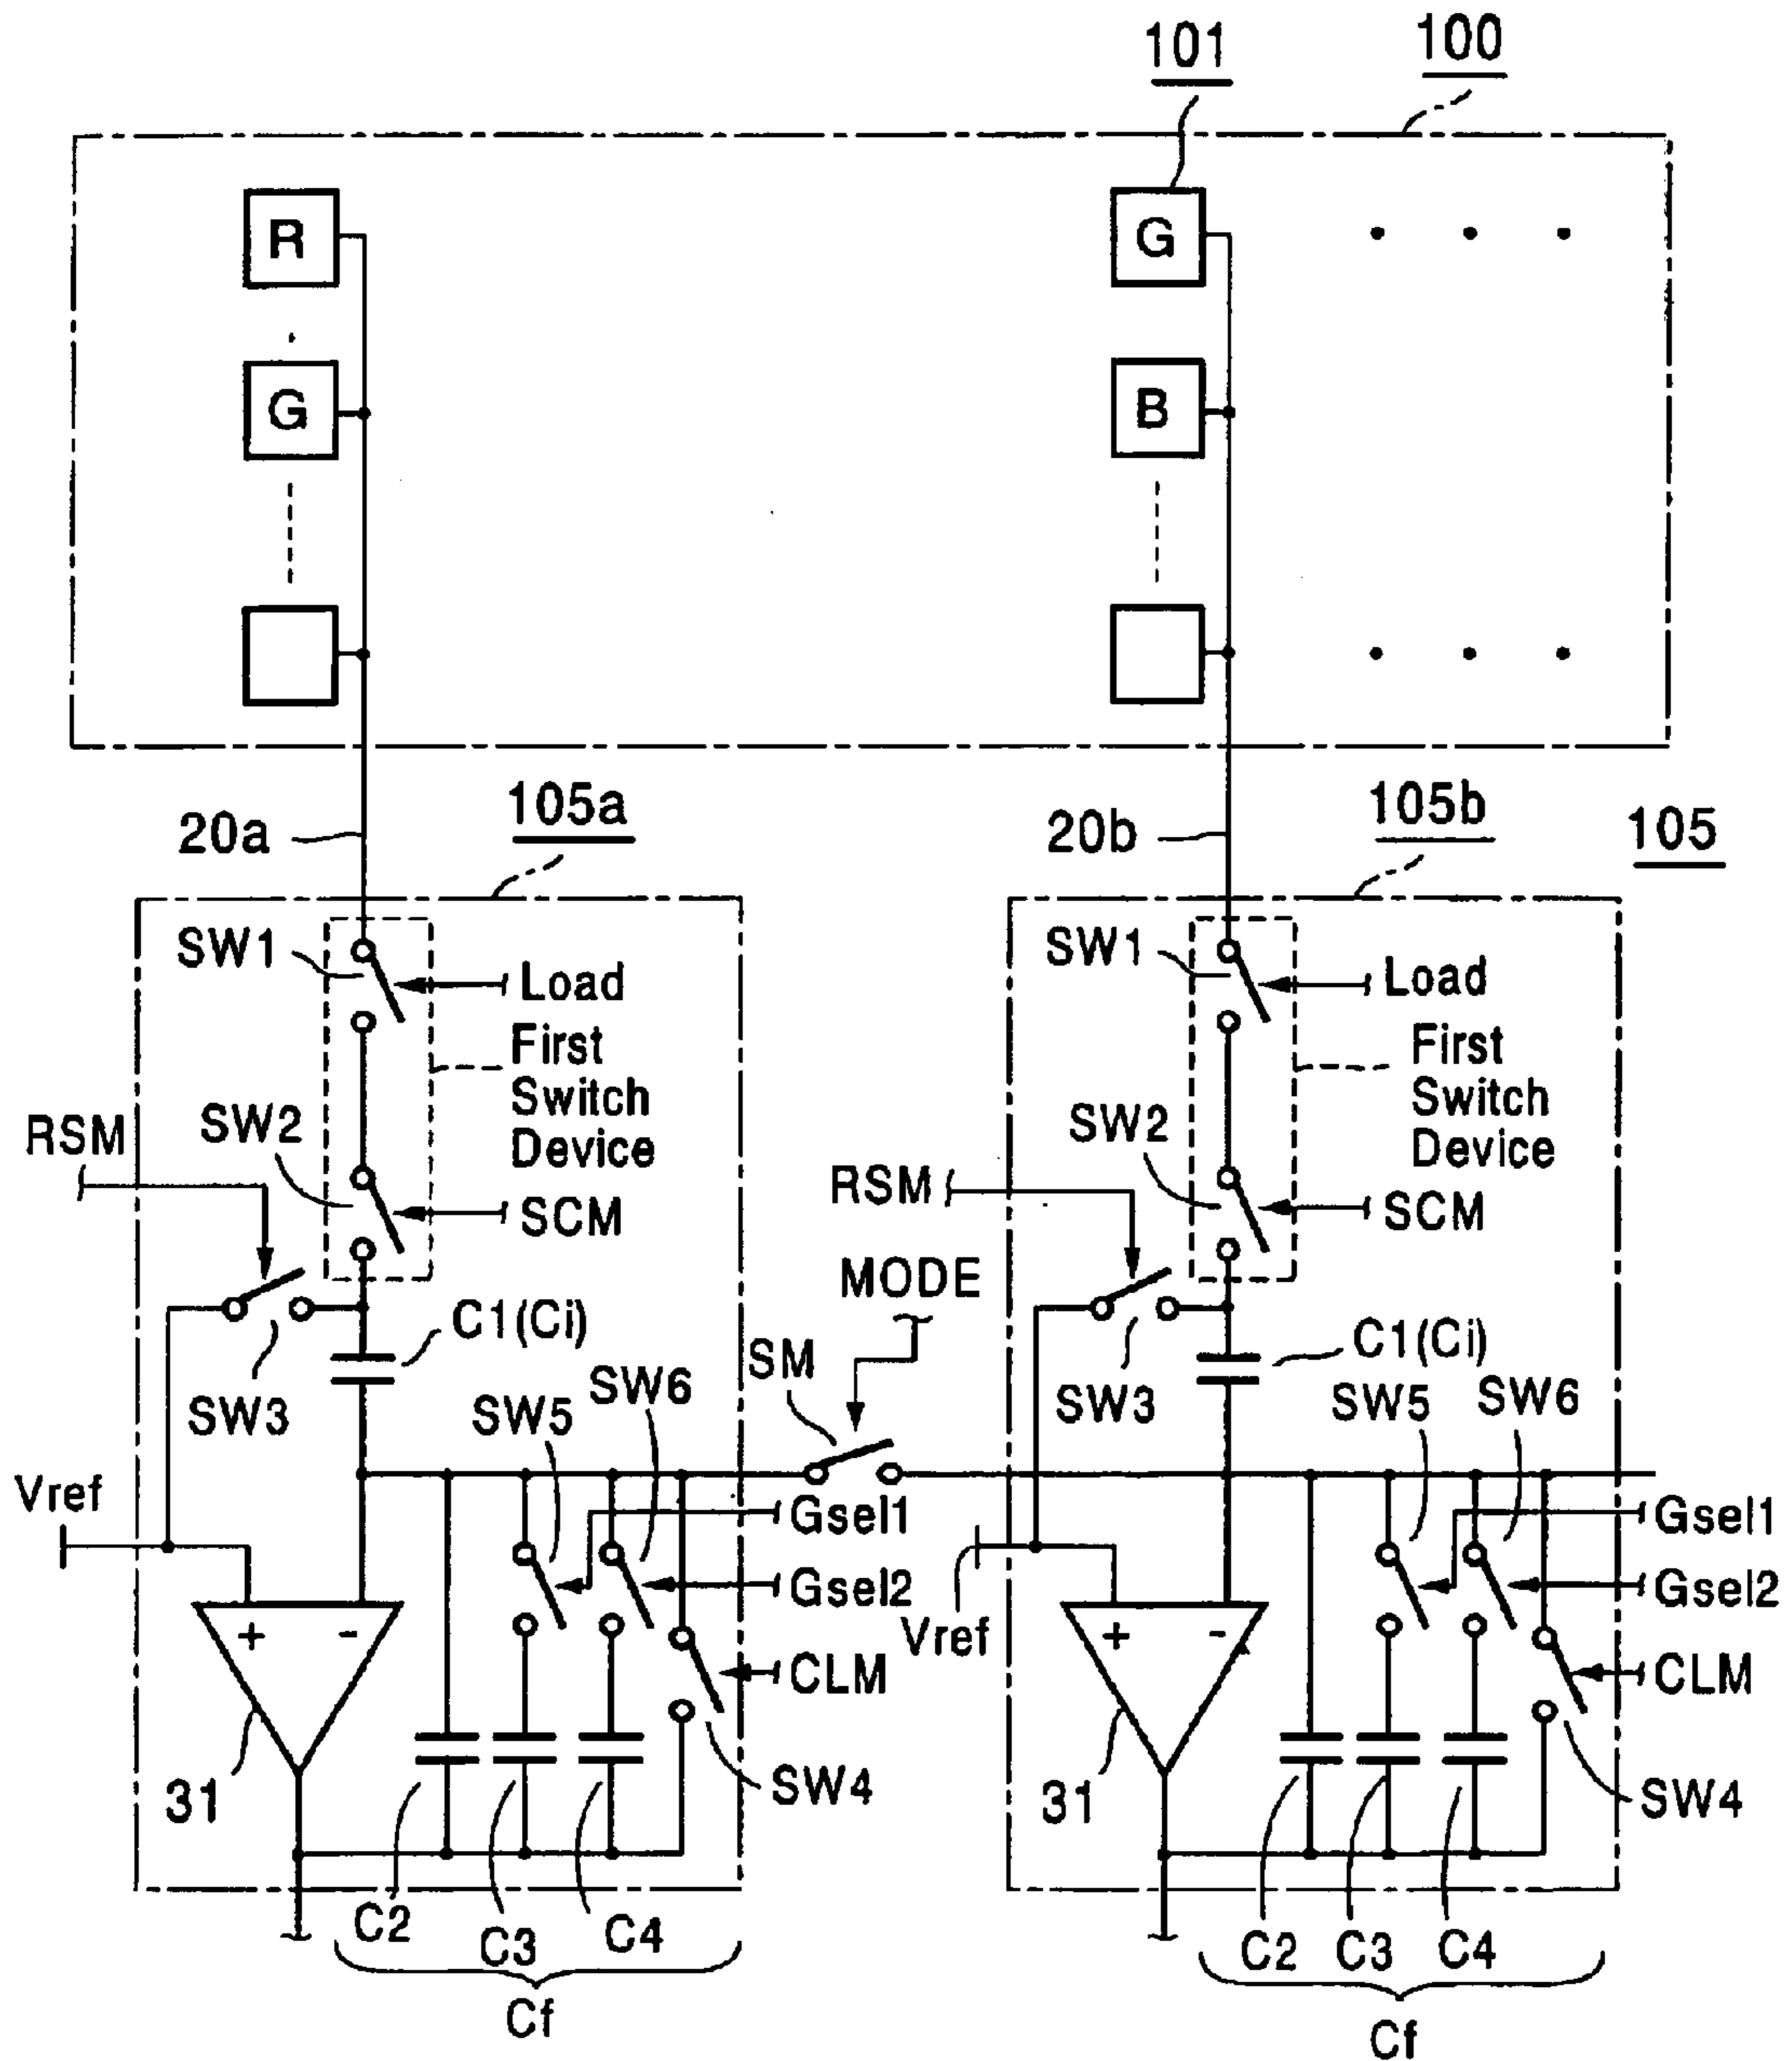 101
100
R
G
G
B
20a
105a
20b
105b
105
SW1
Load
First
Switch
Device
SW2
RSM
SCM
SW3
C1(Ci)
SW5
SW6
Vref
Gsel1
Gsel2
CLM
+
-
31
SW4
C2
C3
C4
Cf
MODE
SM
SW1
Load
First
Switch
Device
SW2
RSM
SCM
SW3
C1(Ci)
SW5
SW6
Vref
Gsel1
Gsel2
CLM
+
-
31
SW4
C2
C3
C4
Cf